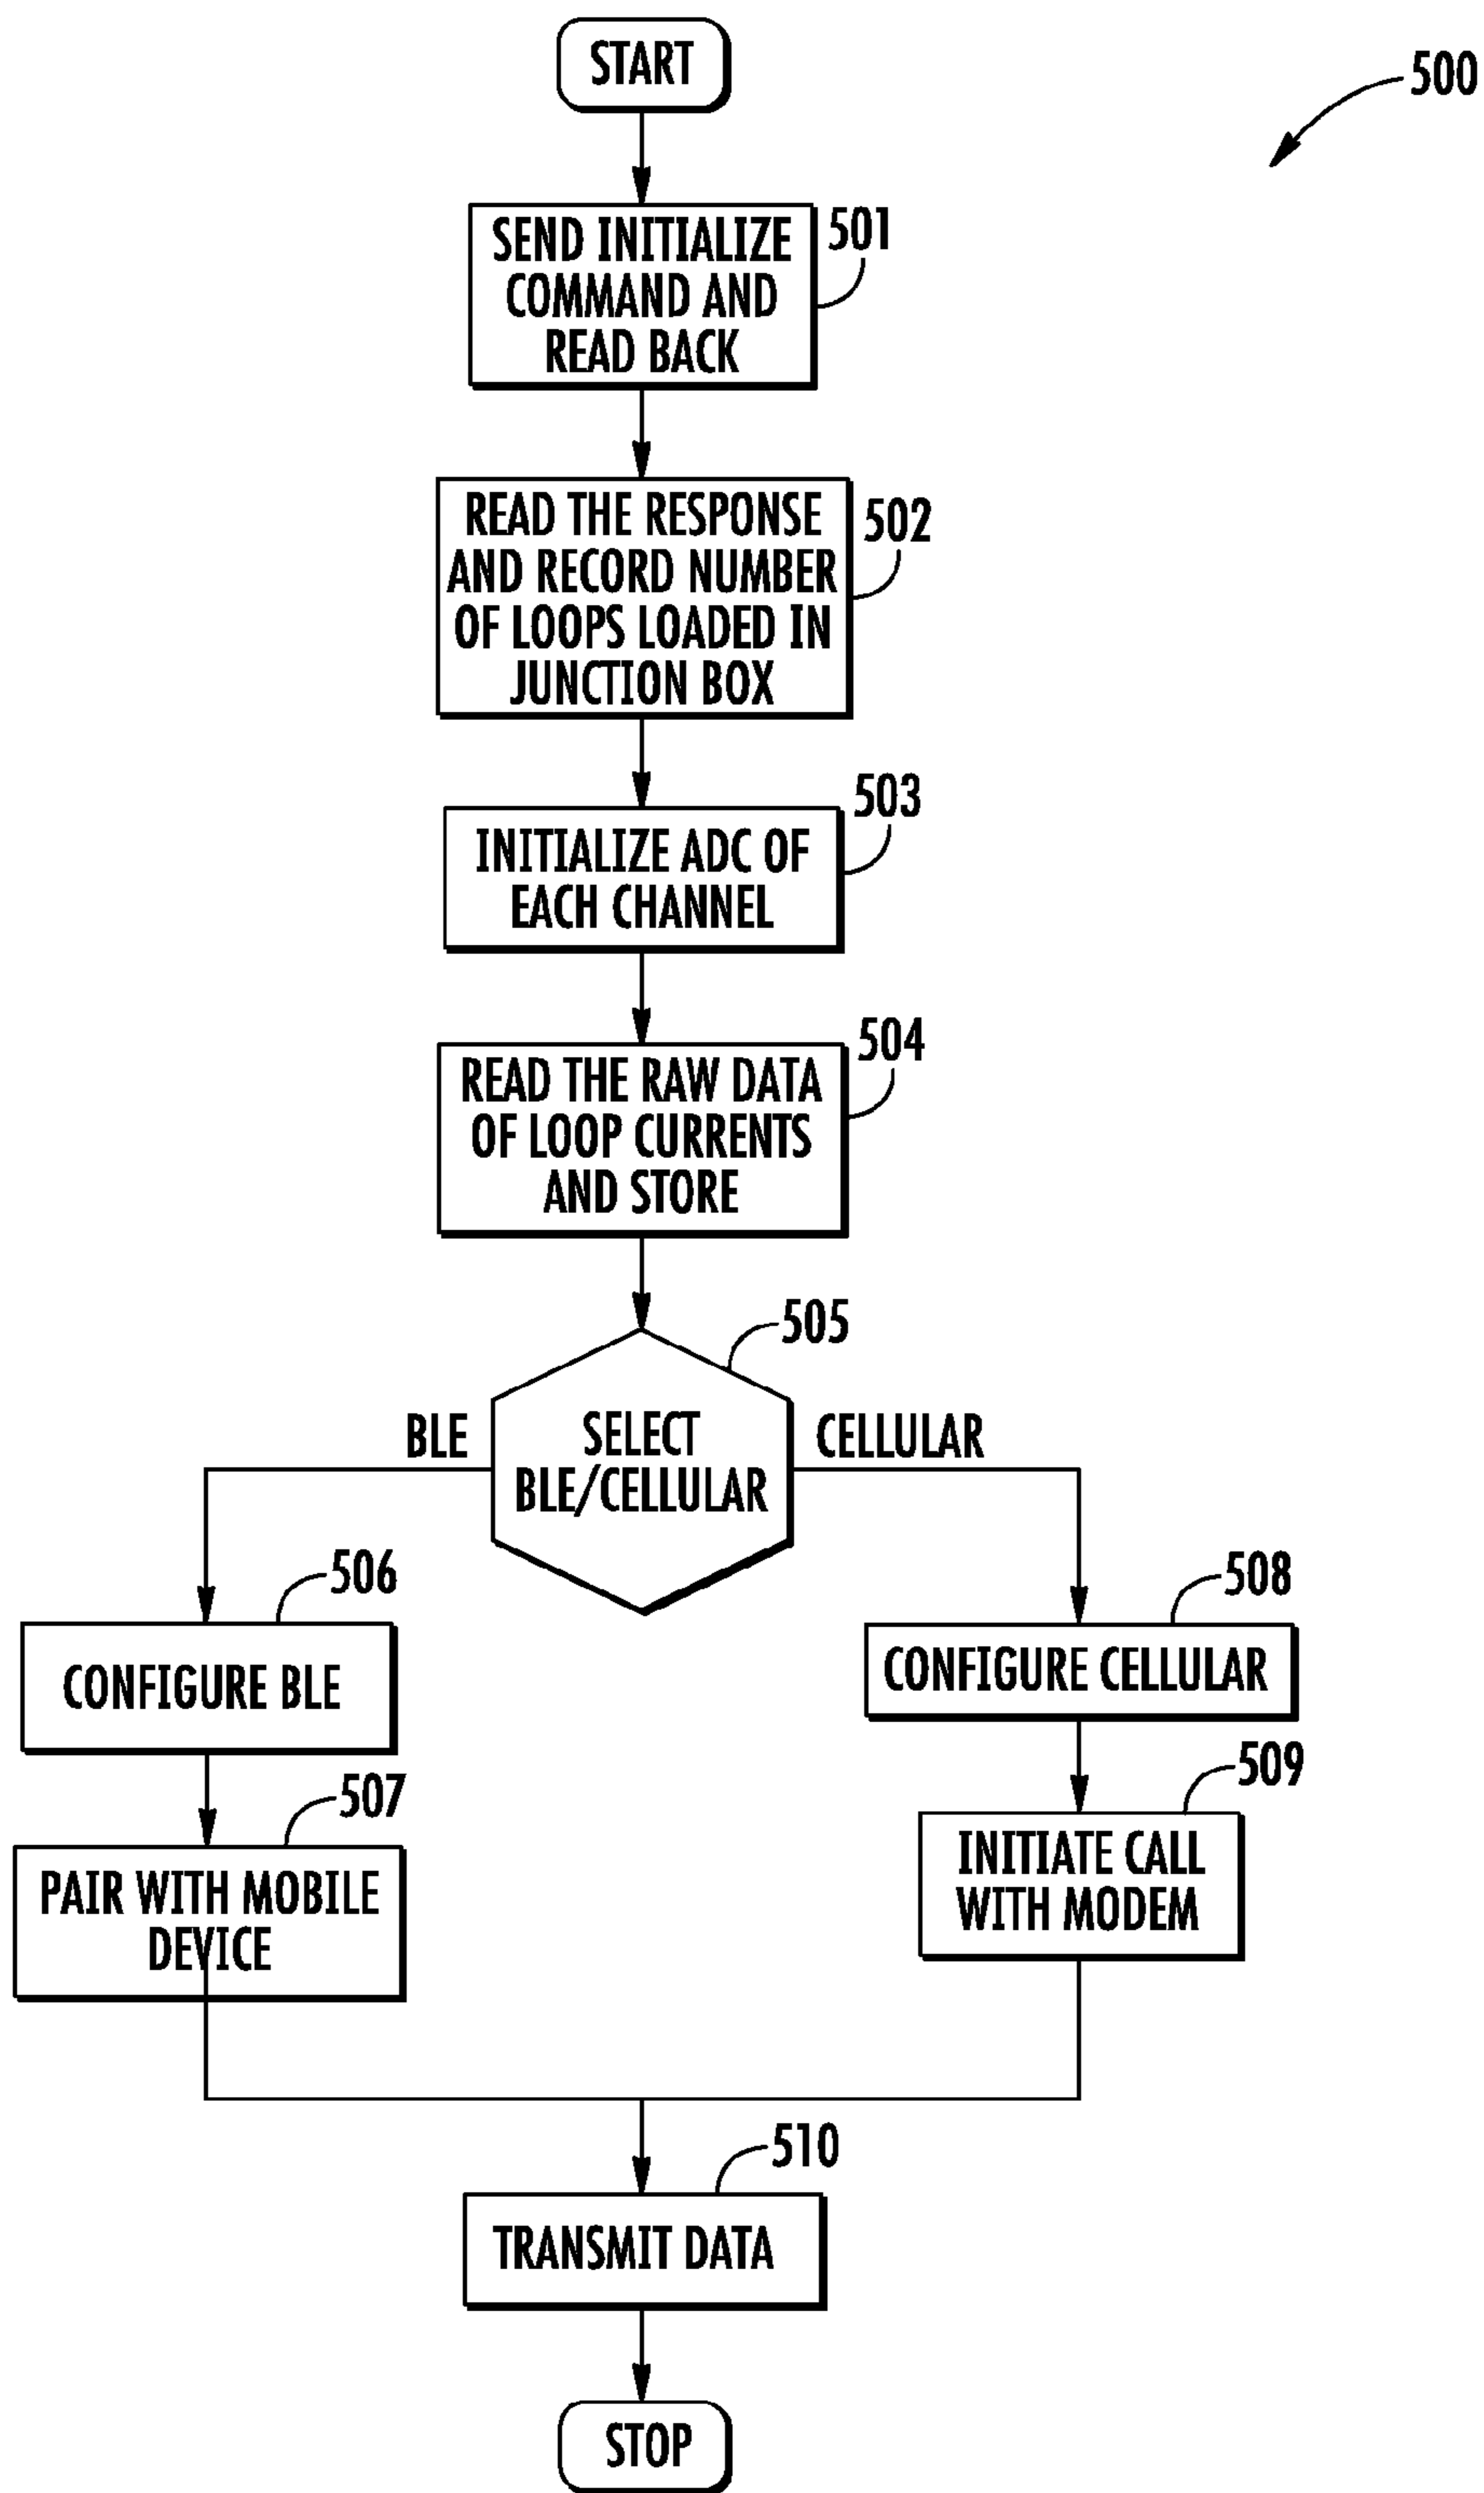 START
500
SEND INITIALIZE
COMMAND AND
READ BACK
501
READ THE RESPONSE
AND RECORD NUMBER
OF LOOPS LOADED IN
JUNCTION BOX
502
INITIALIZE ADC OF
EACH CHANNEL
503
READ THE RAW DATA
OF LOOP CURRENTS
AND STORE
504
505
SELECT
BLE/CELLULAR
BLE
CELLULAR
506
CONFIGURE BLE
507
PAIR WITH MOBILE
DEVICE
508
CONFIGURE CELLULAR
509
INITIATE CALL
WITH MODEM
510
TRANSMIT DATA
STOP